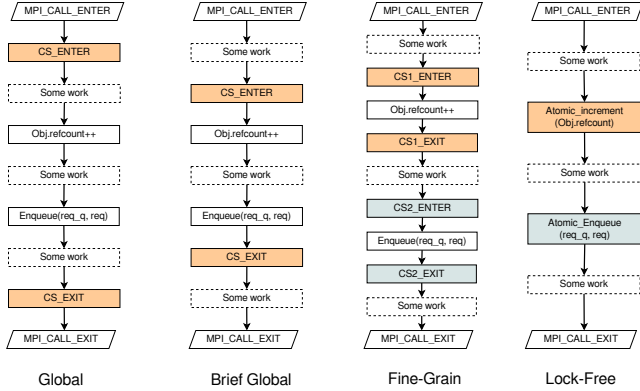 MPI_CALL_ENTER
CS_ENTER
Some work
Obj.refcount++
Some work
Enqueue(req_q, req)
Some work
CS_EXIT
MPI_CALL_EXIT
Global
MPI_CALL_ENTER
Some work
CS_ENTER
Obj.refcount++
Some work
Enqueue(req_q, req)
CS_EXIT
Some work
MPI_CALL_EXIT
Brief Global
MPI_CALL_ENTER
Some work
CS1_ENTER
Obj.refcount++
CS1_EXIT
Some work
CS2_ENTER
Enqueue(req_q, req)
CS2_EXIT
Some work
MPI_CALL_EXIT
Fine-Grain
MPI_CALL_ENTER
Some work
Atomic_increment
(Obj.refcount)
Some work
Atomic_Enqueue
(req_q, req)
Some work
MPI_CALL_EXIT
Lock-Free